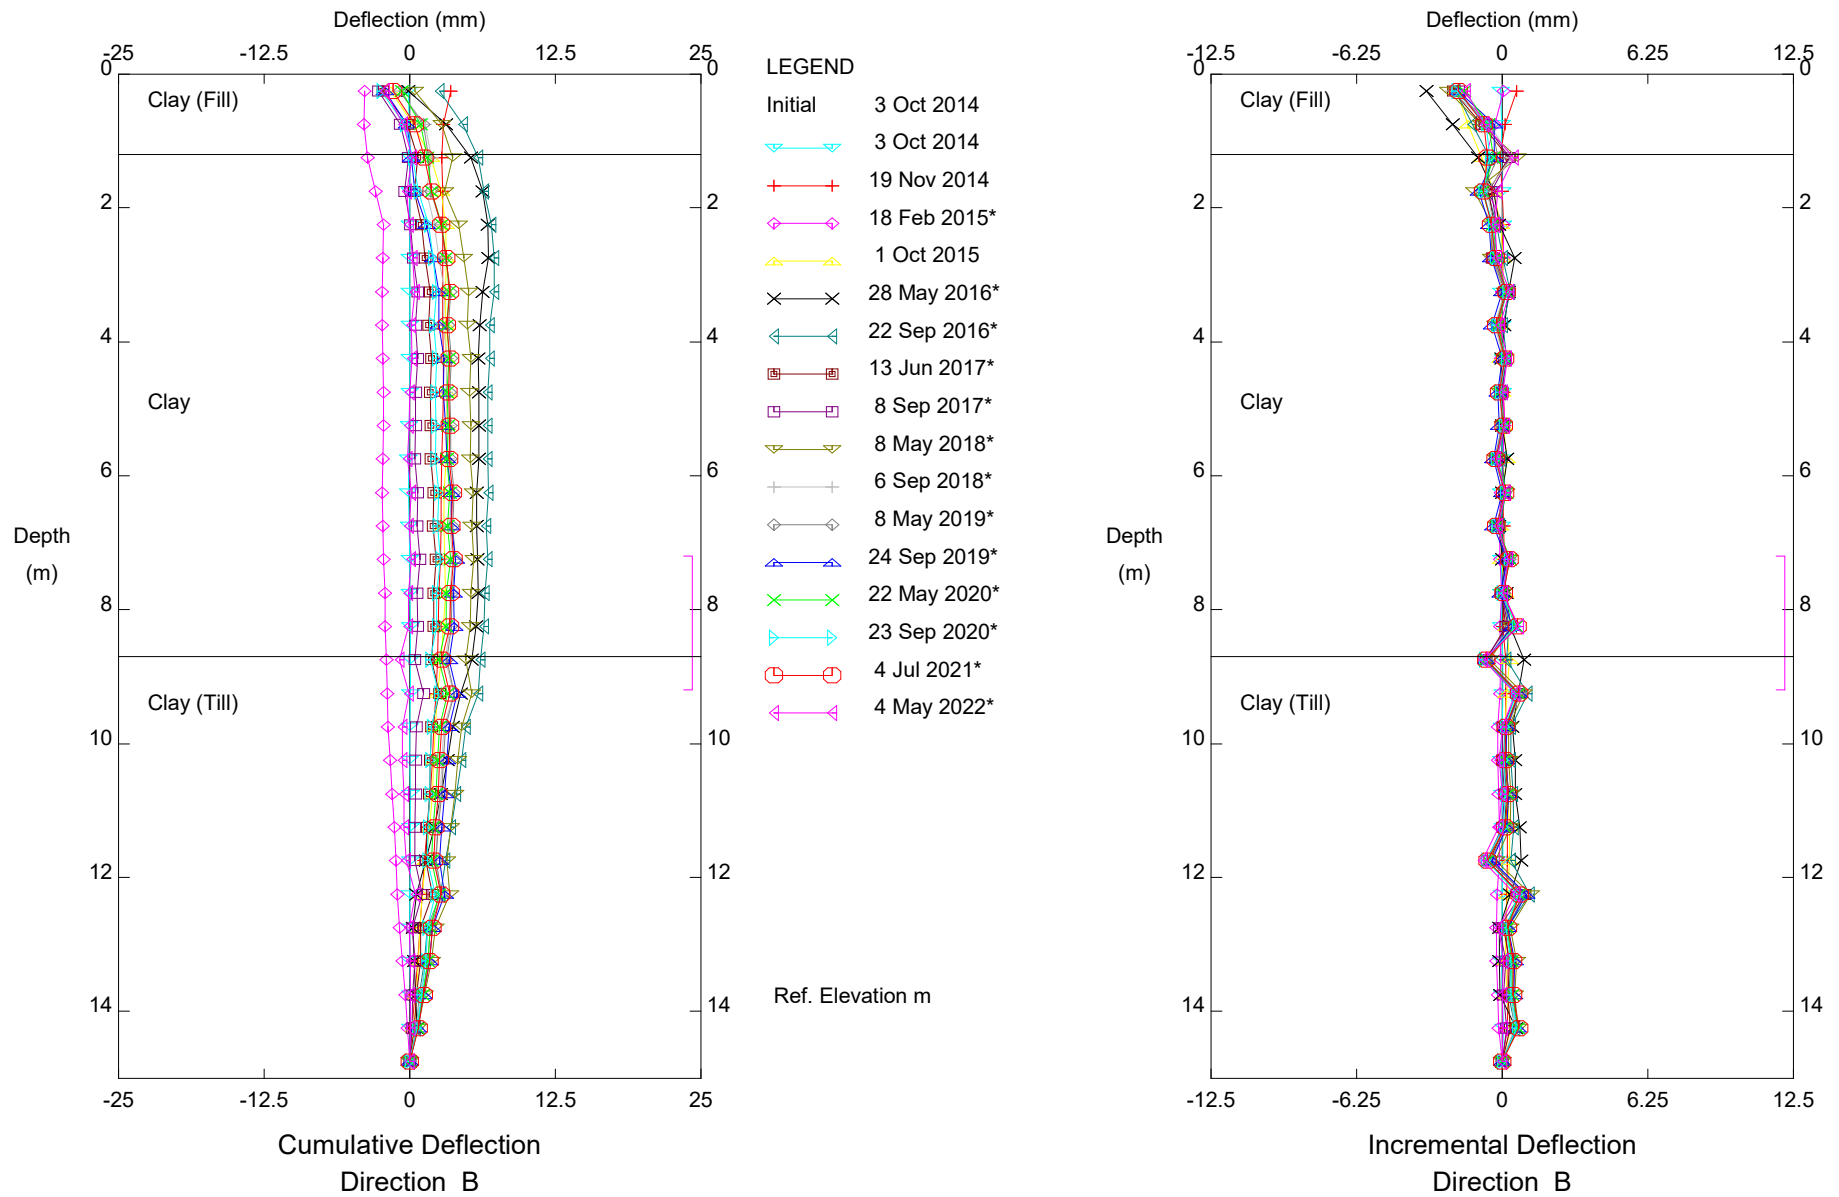 Deflection (mm)
-25 -12.5 0 12.5 25
0 0
Clay (Fill)
2 2
4 4
Clay
6 6
Depth
(m)
8 8
Clay (Till)
10 10
12 12
14 14
-25 -12.5 0 12.5 25
Cumulative Deflection
Direction B
LEGEND
Initial 3 Oct 2014
3 Oct 2014
19 Nov 2014
18 Feb 2015*
1 Oct 2015
28 May 2016*
22 Sep 2016*
13 Jun 2017*
8 Sep 2017*
8 May 2018*
6 Sep 2018*
8 May 2019*
24 Sep 2019*
22 May 2020*
23 Sep 2020*
4 Jul 2021*
4 May 2022*
Ref. Elevation m
Deflection (mm)
-12.5 -6.25 0 6.25 12.5
0 0
Clay (Fill)
2 2
4 4
Clay
6 6
Depth
(m)
8 8
Clay (Till)
10 10
12 12
14 14
-12.5 -6.25 0 6.25 12.5
Incremental Deflection
Direction B